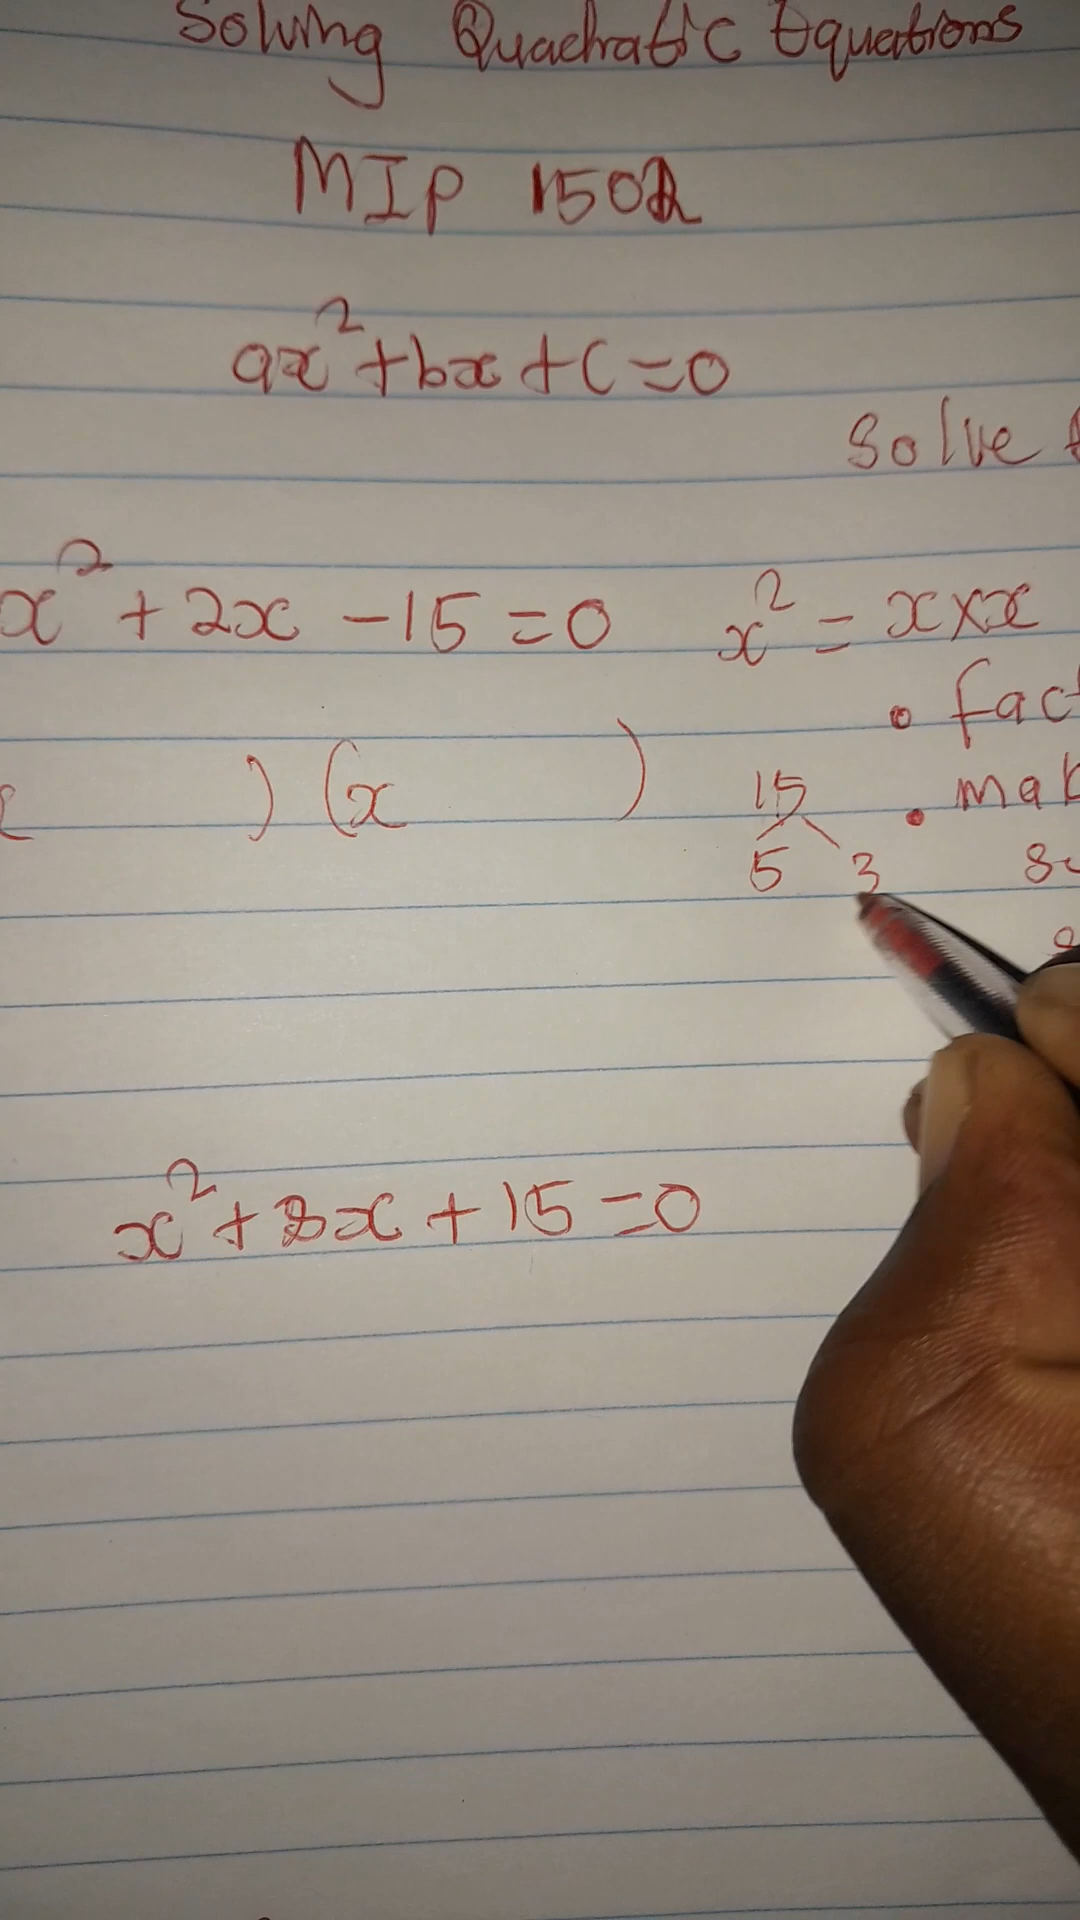 Solving Quadratic Equations
MIP 1502
ax² + bx + c = 0
Solve
x² + 2x - 15 = 0
x² = x × x
• fact
) (x )
15
• mak
5 3
x² + 8x + 15 = 0